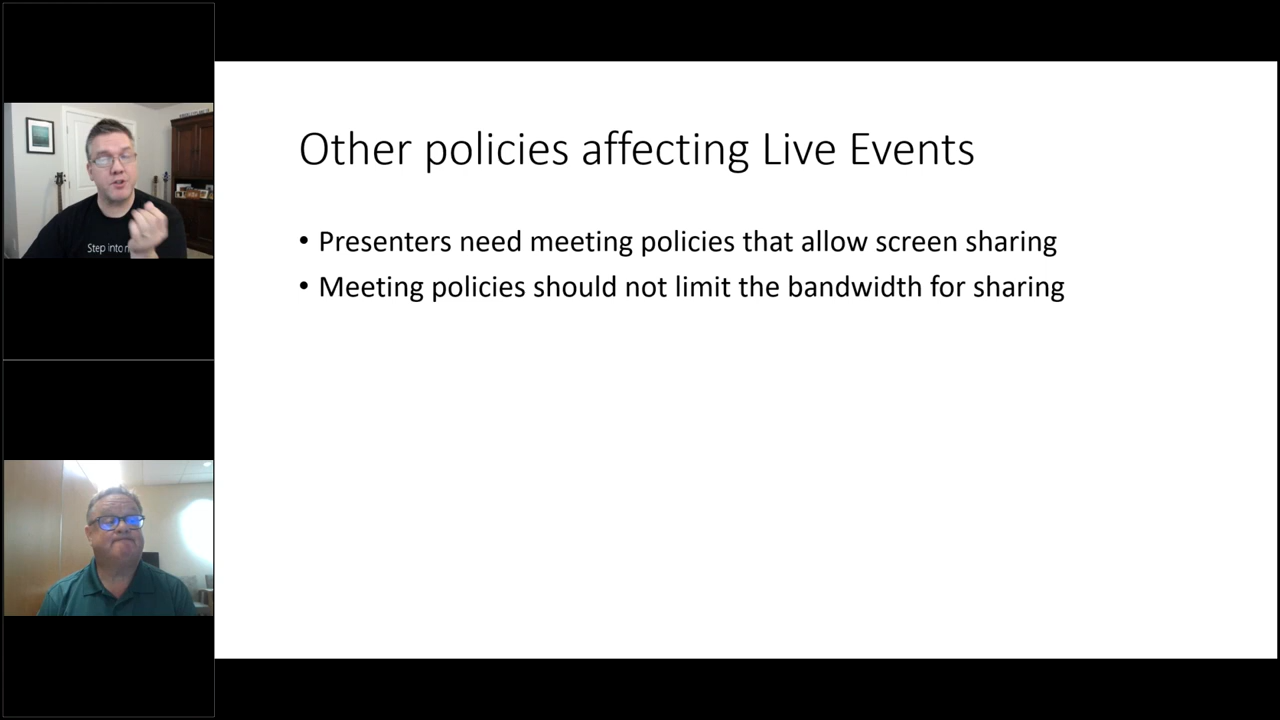 Other policies affecting Live Events
• Presenters need meeting policies that allow screen sharing
• Meeting policies should not limit the bandwidth for sharing
Step into